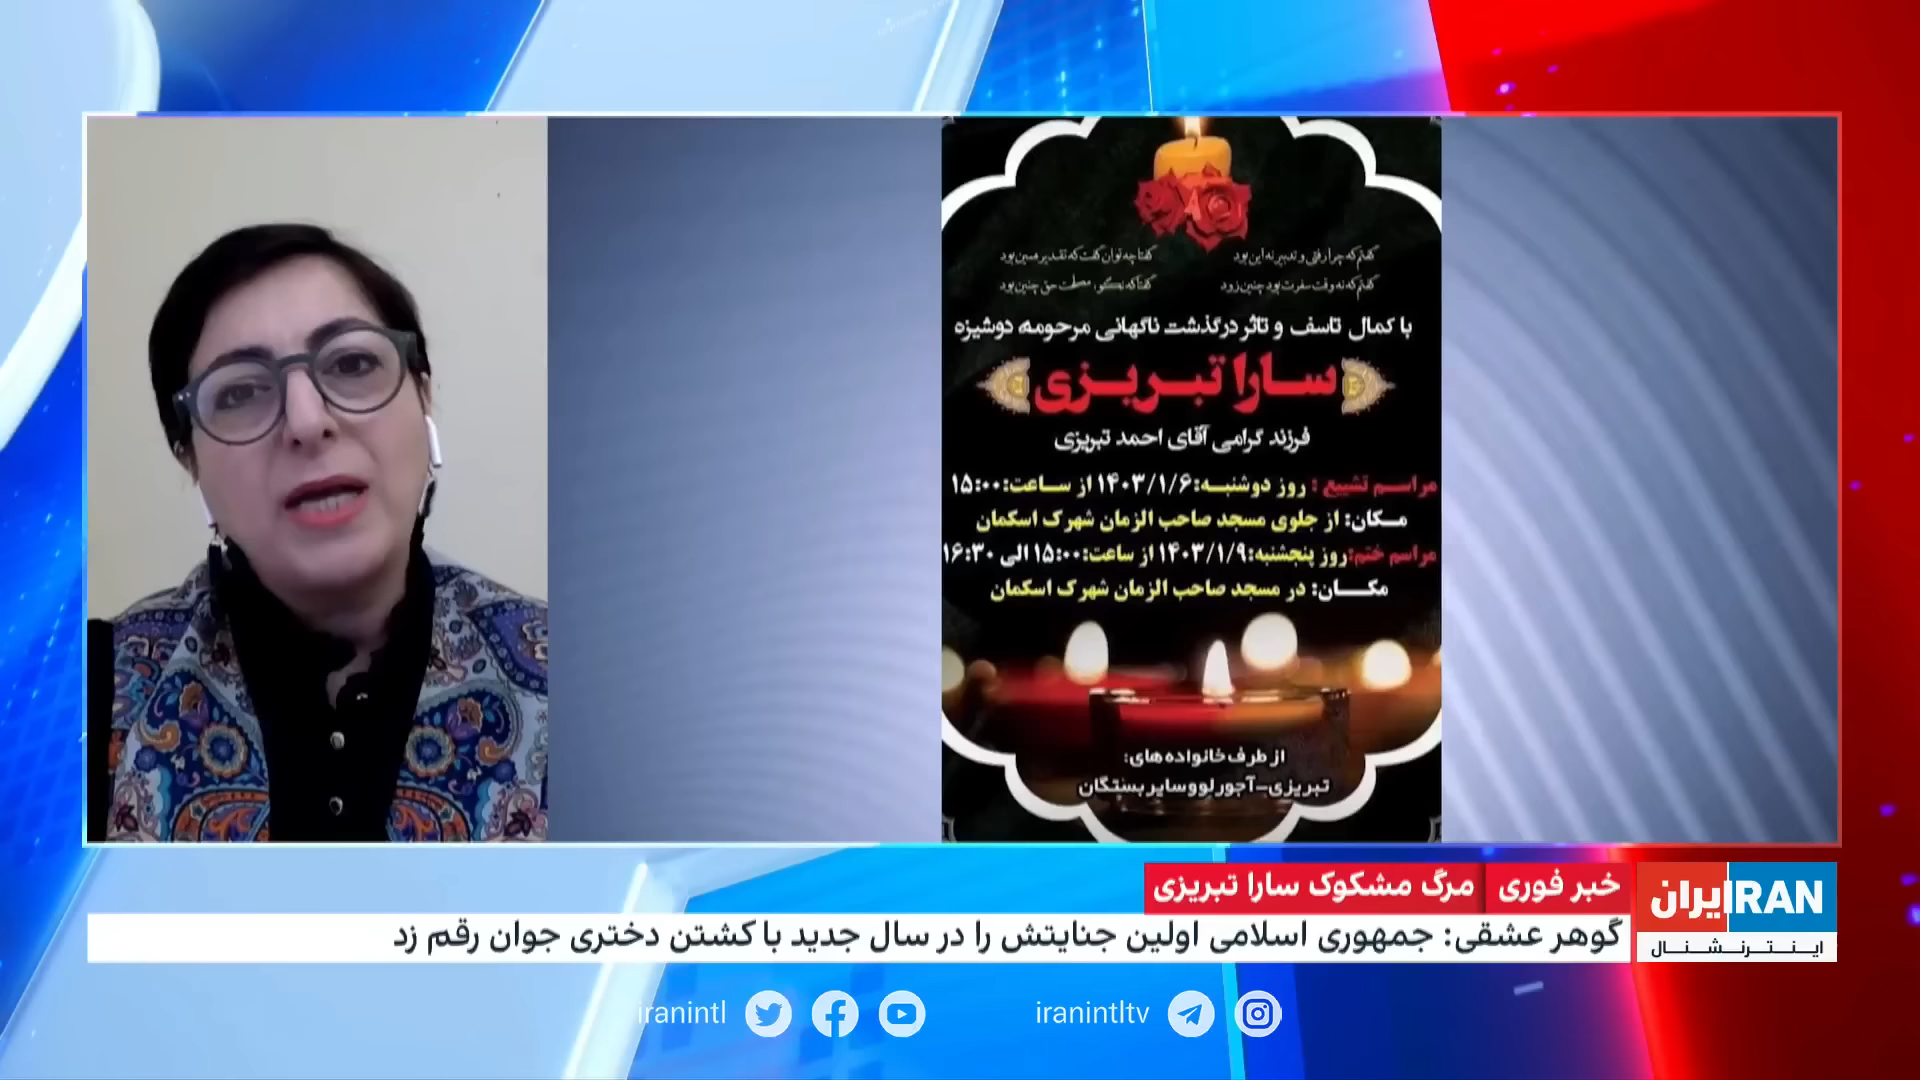 گفتم که چرا رفتی و تدبیر نه این بود
گفتا چه توان گفت که تقدیر همین بود
گفتم که نه وقت سفرت بود چنین زود
گفتا که نگو، مصلحت حق چنین بود
با کمال تاسف و تاثر درگذشت ناگهانی مرحومه دوشیزه
سارا تبریزی
فرزند گرامی آقای احمد تبریزی
مراسم تشییع : روز دوشنبه:۱۴۰۳/۱/۶ از ساعت:۱۵:۰۰
مکان: از جلوی مسجد صاحب الزمان شهرک اسکمان
مراسم ختم:روز پنجشنبه:۱۴۰۳/۱/۹ از ساعت:۱۵:۰۰ الی ۱۶:۳۰
مکان: در مسجد صاحب الزمان شهرک اسکمان
از طرف خانواده های:
تبریزی-آجورلو و سایر بستگان
خبر فوری
مرگ مشکوک سارا تبریزی
گوهر عشقی: جمهوری اسلامی اولین جنایتش را در سال جدید با کشتن دختری جوان رقم زد
ایران IRAN
اینترنشنال
iranintl
iranintltv